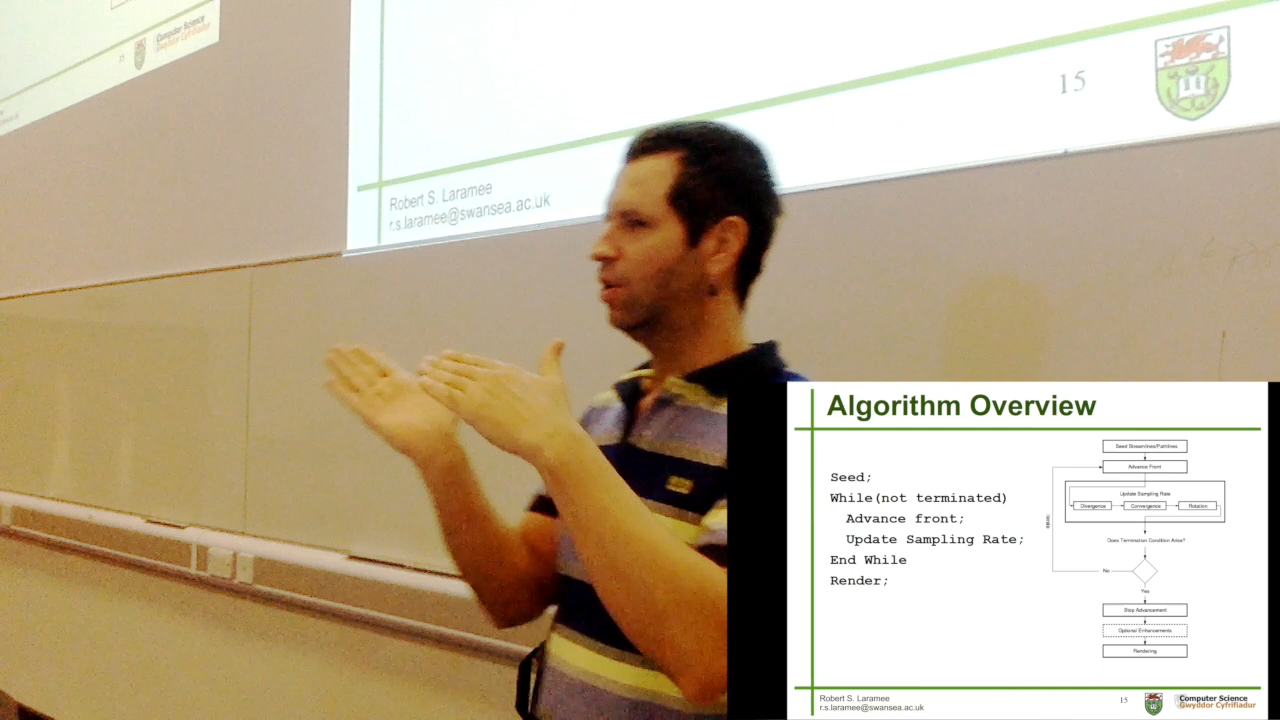 Computer Science
Gwyddor Cyfrifiadur
15
Robert S. Laramee
r.s.laramee@swansea.ac.uk
Algorithm Overview
Seed;
While(not terminated)
Advance front;
Update Sampling Rate;
End While
Render;
Seed Streamlines/Pathlines
Advance Front
Update Sampling Rate
Divergence
Convergence
Rotation
Does Termination Condition Arise?
No
Yes
Stop Advancement
Optional Enhancements
Rendering
Robert S. Laramee
r.s.laramee@swansea.ac.uk
15
Computer Science
Gwyddor Cyfrifiadur